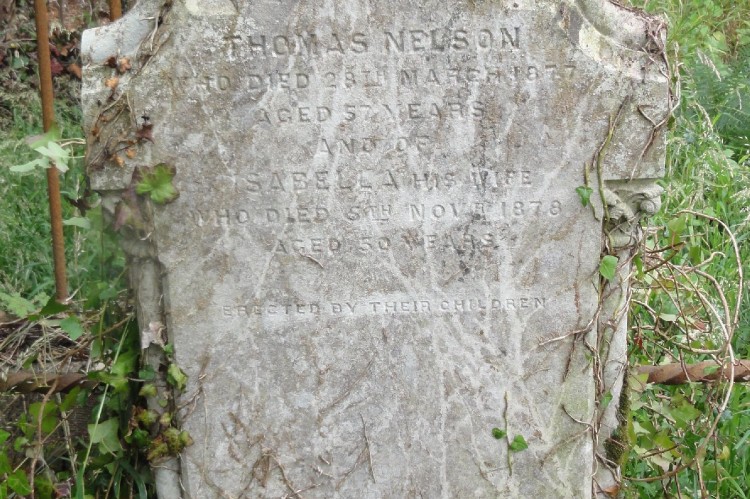 THOMAS NELSON
WHO DIED 28TH MARCH 1877
AGED 57 YEARS
AND OF
ISABELLA HIS WIFE
WHO DIED 5TH NOVR 1878
AGED 50 YEARS
ERECTED BY THEIR CHILDREN